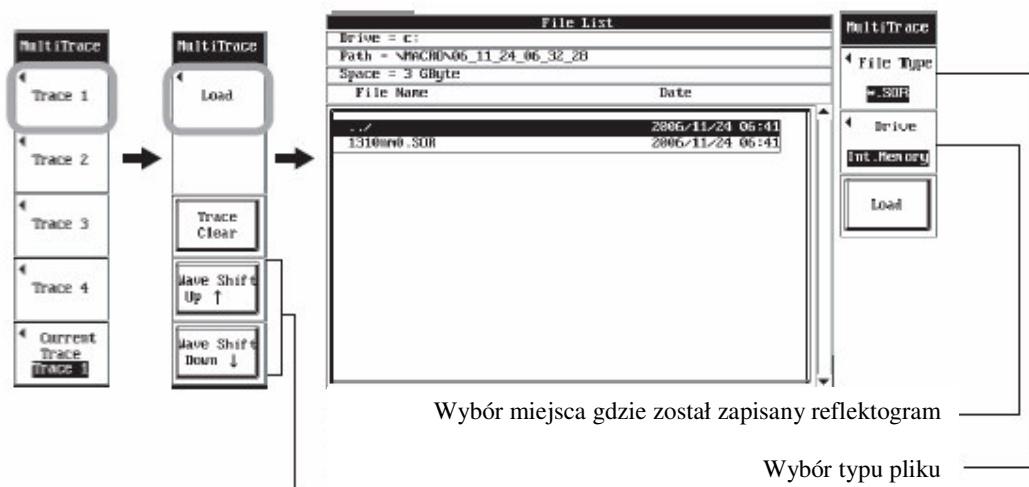 MultiTrace
Trace 1
Trace 2
Trace 3
Trace 4
Current
Trace
Trace 1
MultiTrace
Load
Trace
Clear
Wave Shift
Up ↑
Wave Shift
Down ↓
File List
Drive = c:
Path = \MACRO\06_11_24_06_32_28
Space = 3 GByte
File Name Date
../ 2006/11/24 06:41
1310nm0.SOR 2006/11/24 06:41
MultiTrace
File Type
*.SOR
Drive
Int.Memory
Load
Wybór miejsca gdzie został zapisany reflektogram
Wybór typu pliku